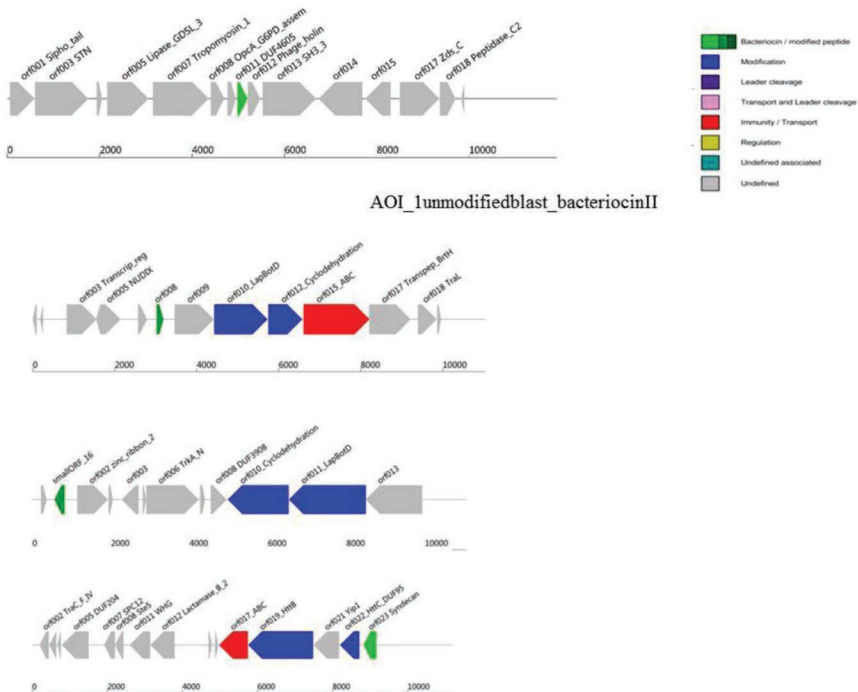 orf001 Sipho_tail
orf003 STN
orf005 Lipase_GDSL_3
orf007 Tropomyosin_1
orf008 OpcA_G6PD_assem
orf011 DUF4605
orf012 Phage_holin
orf013 SH3_3
orf014
orf015
orf017 Zds_C
orf018 Peptidase_C2
0 2000 4000 6000 8000 10000
Bacteriocin / modified peptide
Modification
Leader cleavage
Transport and Leader cleavage
Immunity / Transport
Regulation
Undefined associated
Undefined
AOI_1unmodifiedblast_bacteriocinII
orf003 Transcrip_reg
orf005 NUDIX
orf008
orf009
orf010_LapBotD
orf012_Cyclodehydration
orf015_ABC
orf017 Transpep_BrtH
orf018 TraL
0 2000 4000 6000 8000 10000
smallORF_16
orf002 zinc_ribbon_2
orf003
orf006 TrkA_N
orf008 DUF3908
orf010_Cyclodehydration
orf011_LapBotD
orf013
0 2000 4000 6000 8000 10000
orf002 TraC_F_IV
orf005 DUF204
orf007 SPC12
orf008 Ste5
orf011 WHG
orf012 Lactamase_B_2
orf017_ABC
orf019_HttB
orf021 Yip1
orf022_HttC_DUF95
orf023 Syndecan
0 2000 4000 6000 8000 10000